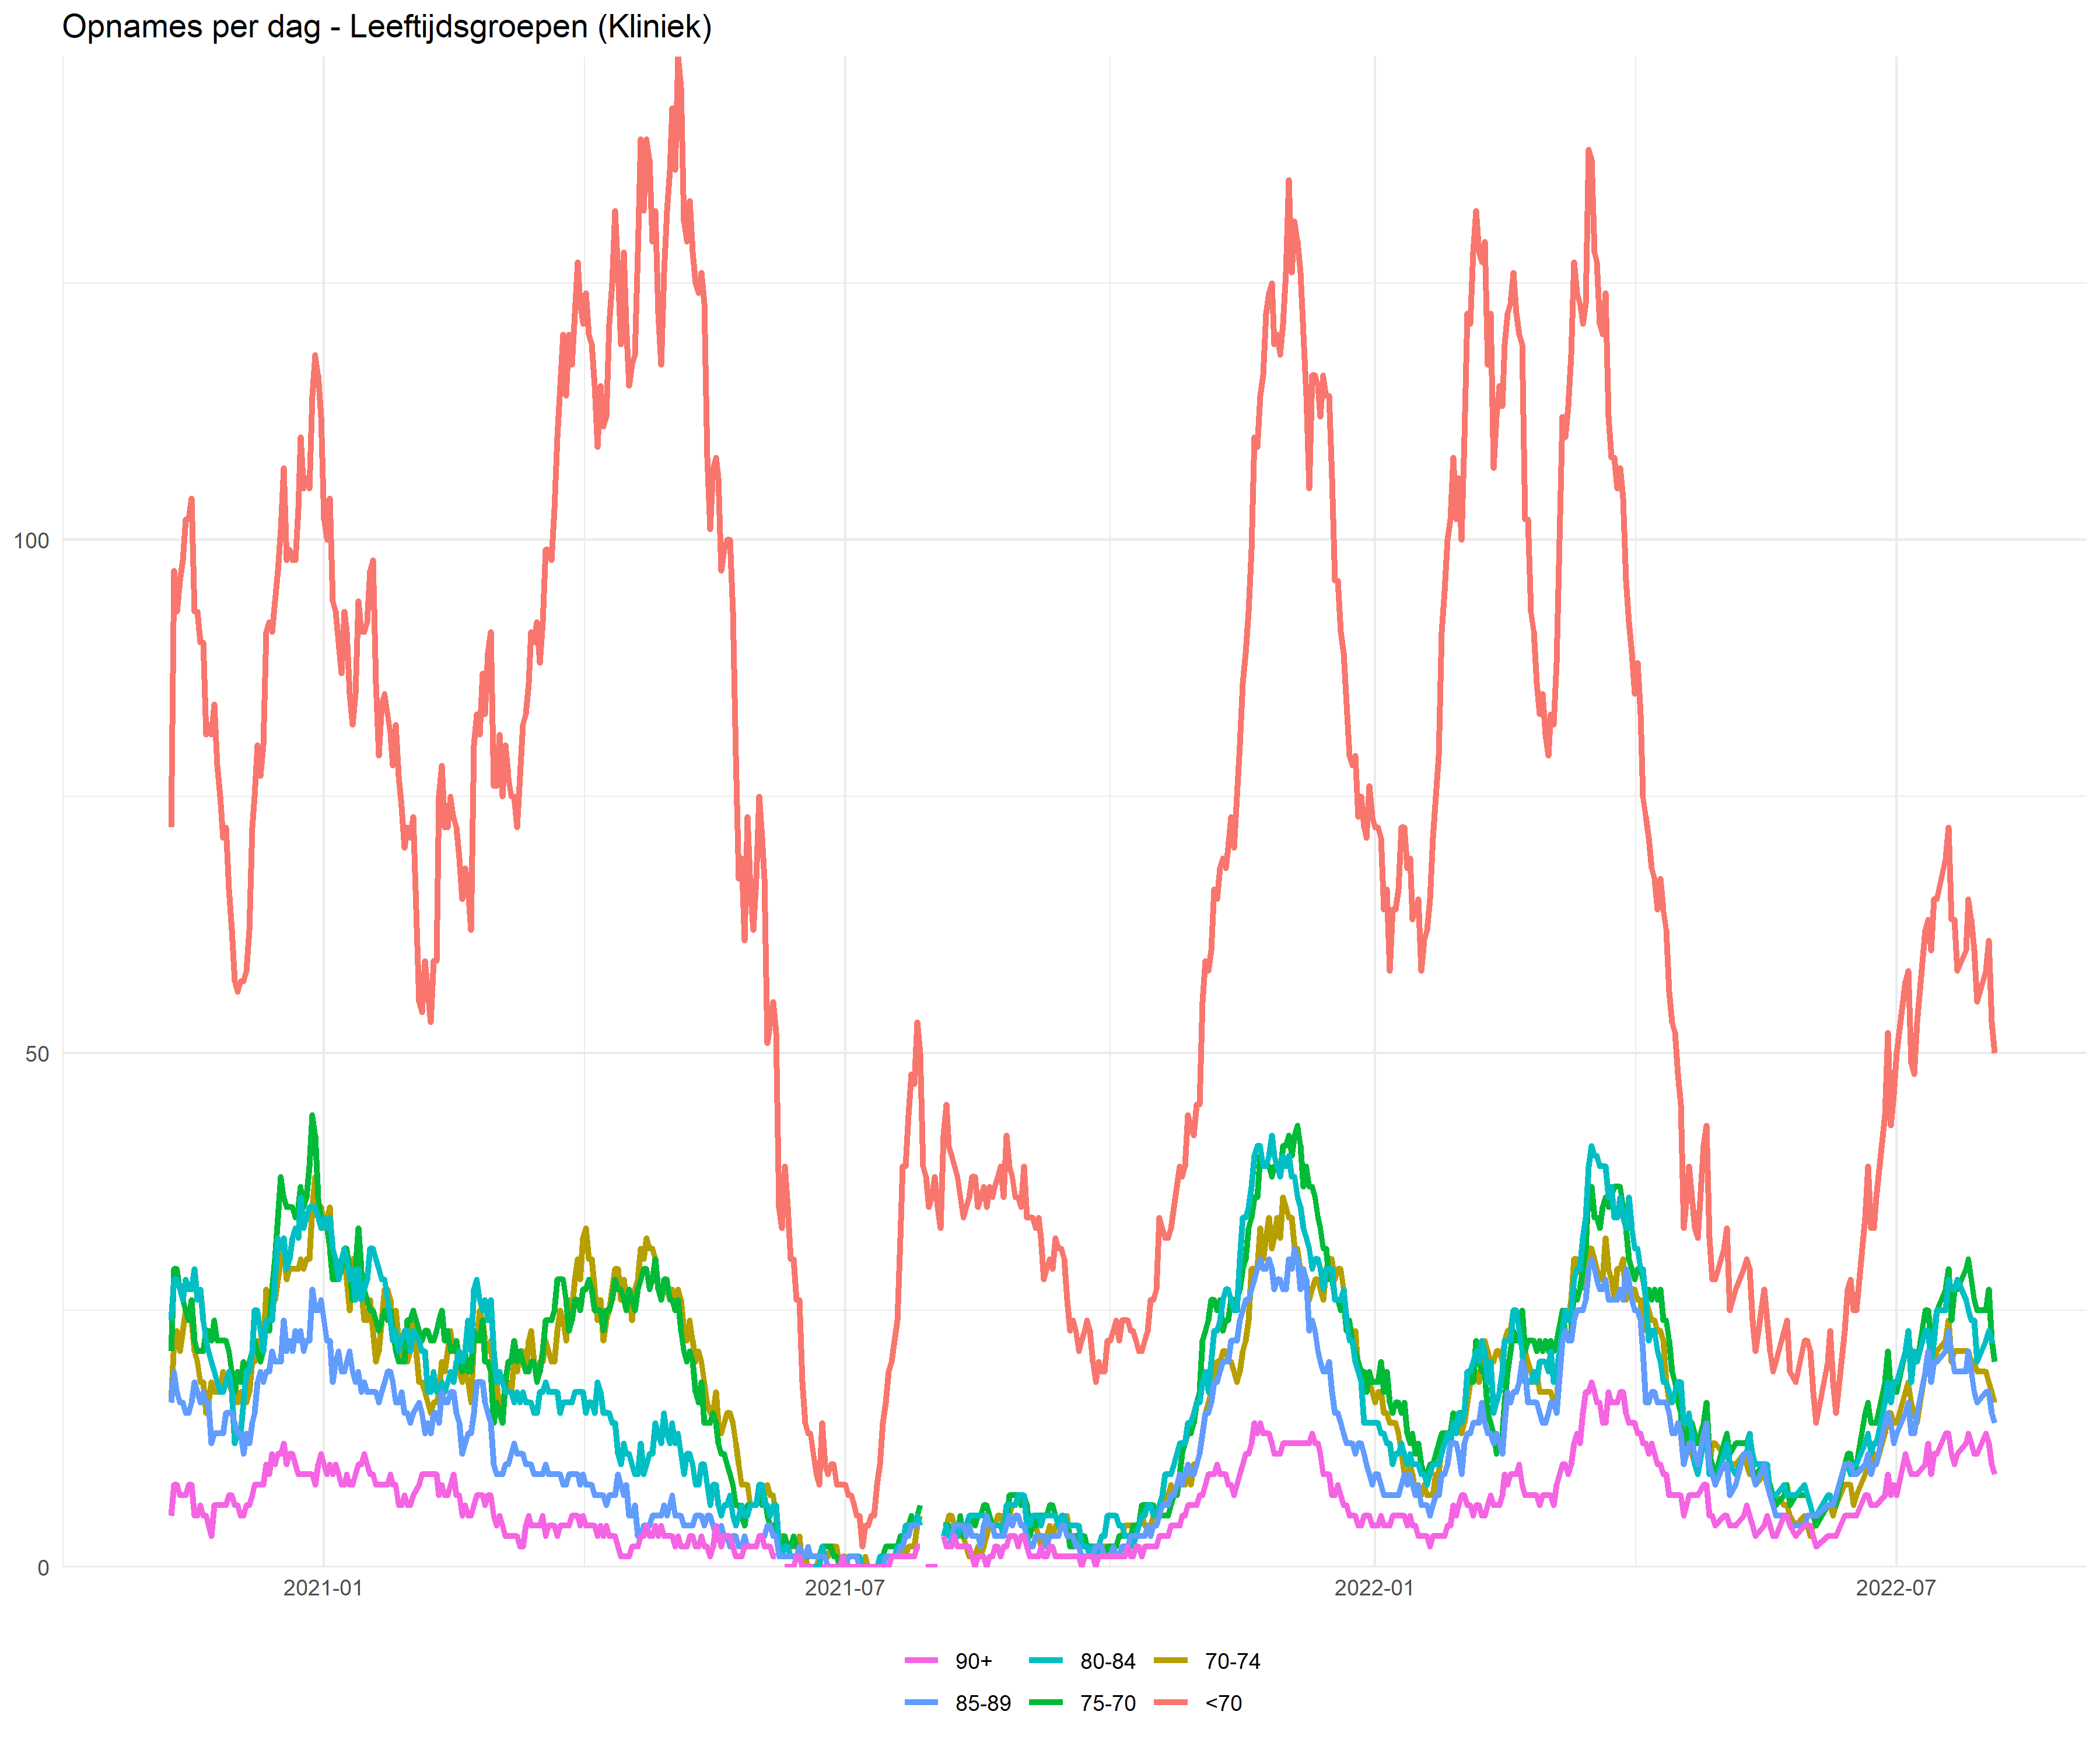 Opnames per dag - Leeftijdsgroepen (Kliniek)
100
50
0
2021-01
2021-07
2022-01
2022-07
90+ 80-84 70-74
85-89 75-70 <70